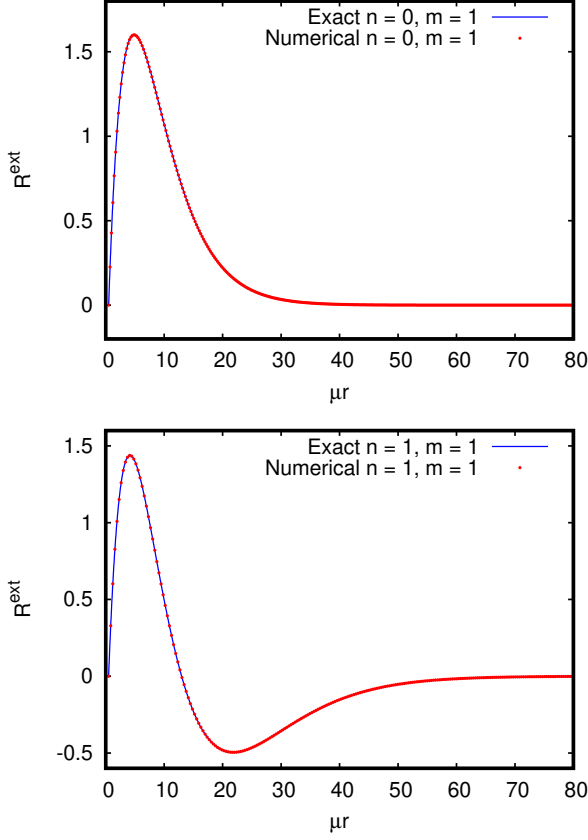 Exact n = 0, m = 1
Numerical n = 0, m = 1
1.5
1
0.5
0
R^ext
0 10 20 30 40 50 60 70 80
μr
Exact n = 1, m = 1
Numerical n = 1, m = 1
1.5
1
0.5
0
-0.5
R^ext
0 10 20 30 40 50 60 70 80
μr